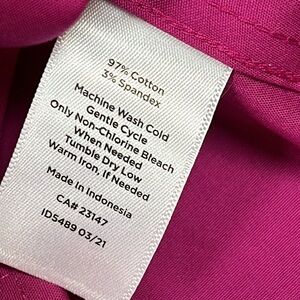 97% Cotton
3% Spandex
Machine Wash Cold
Gentle Cycle
Only Non-Chlorine Bleach
When Needed
Tumble Dry Low
Warm Iron, If Needed
Made in Indonesia
CA# 23147
ID5489 03/21